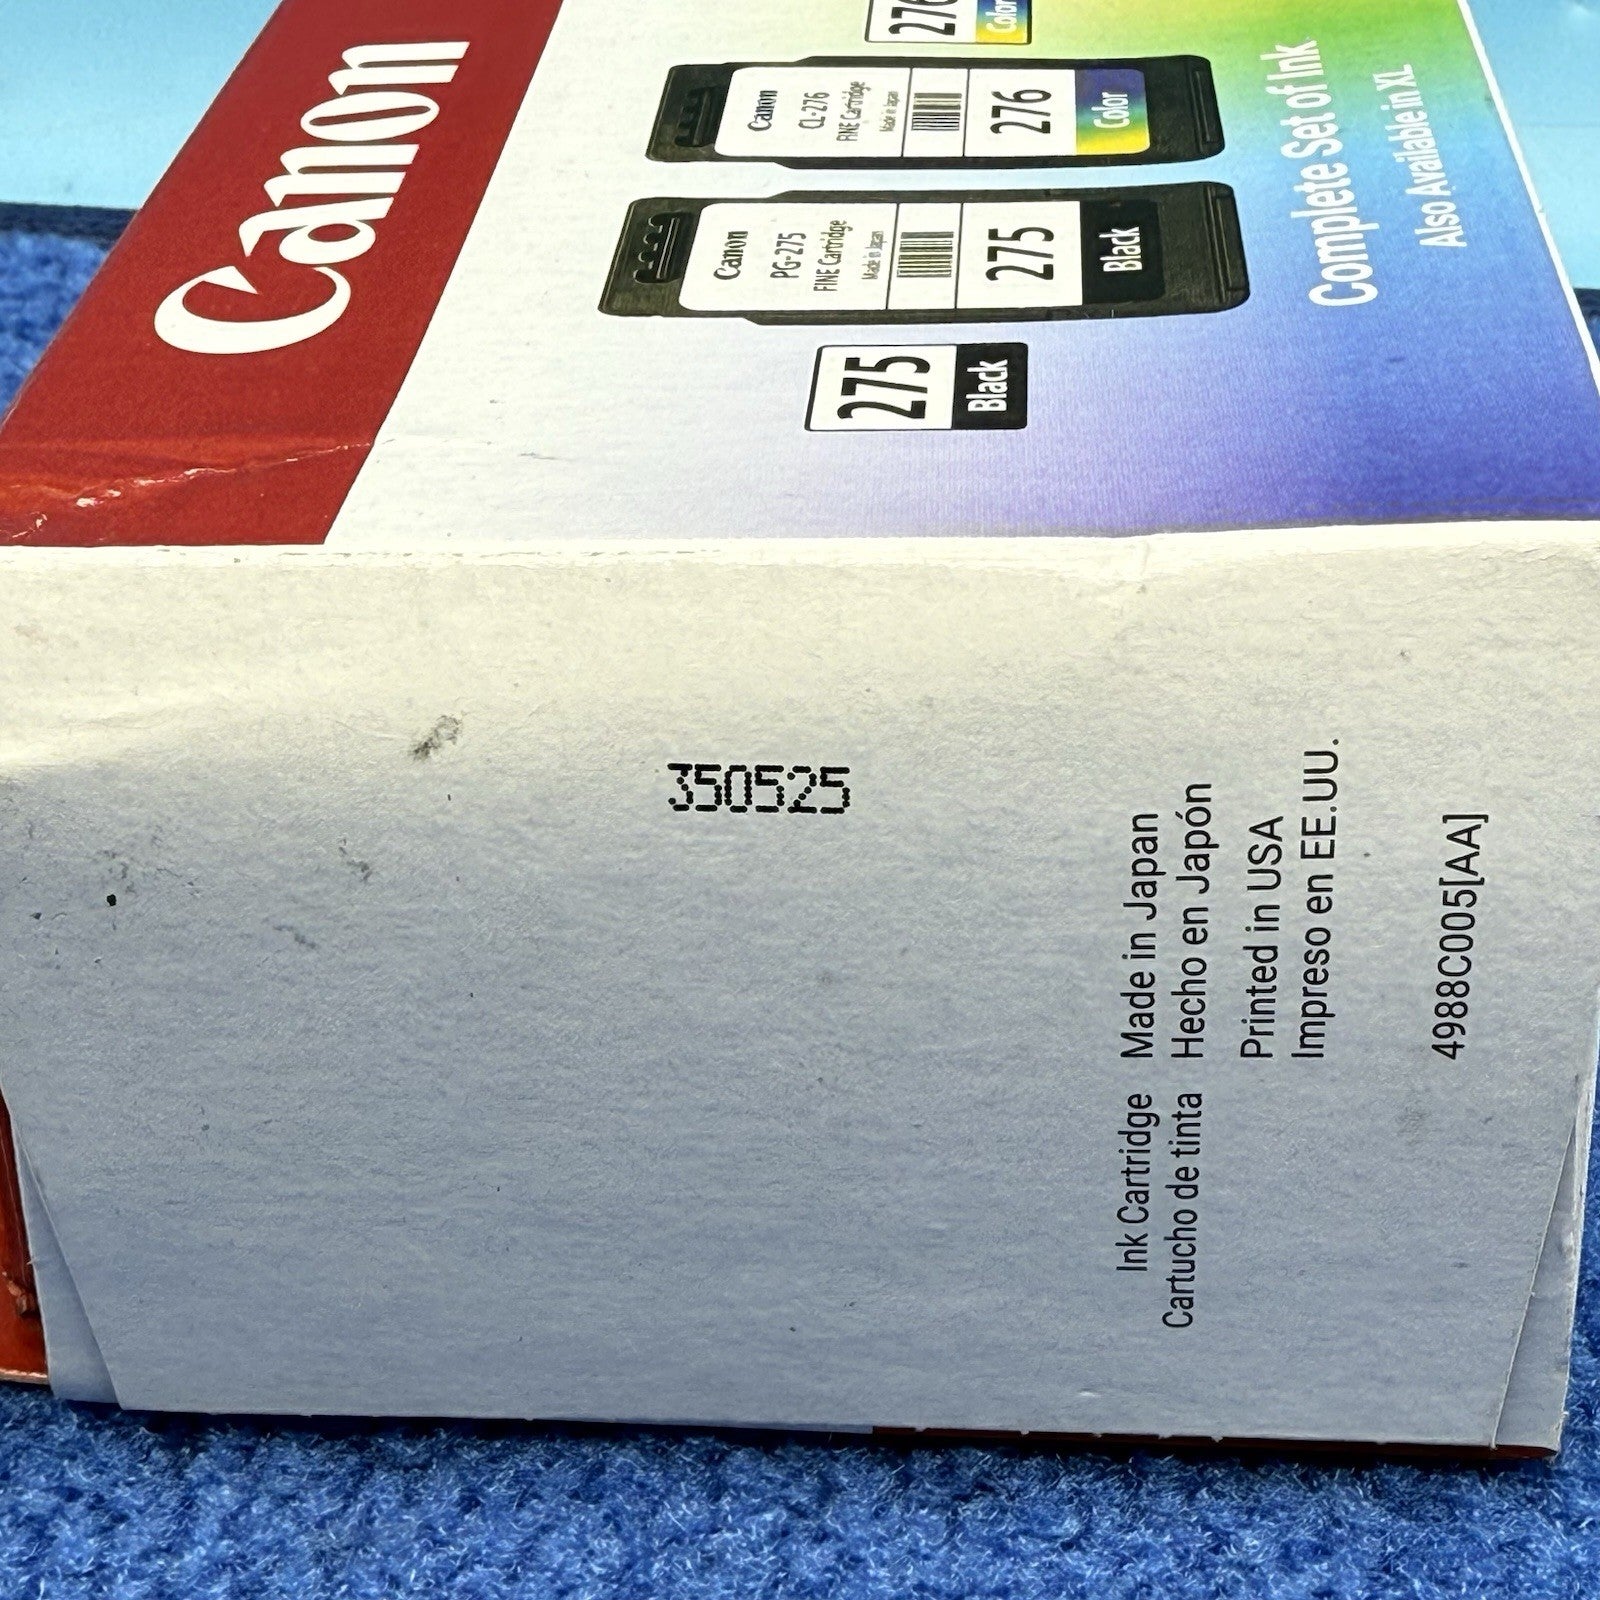 Canon
276
Color
Canon
CL-276
FINE Cartridge
Made in Japan
276
Color
Canon
PG-275
FINE Cartridge
Made in Japan
275
Black
275
Black
Complete Set of Ink
Also Available in XL
350525
Ink Cartridge Made in Japan
Cartucho de tinta Hecho en Japón
Printed in USA
Impreso en EE.UU.
4988C005[AA]